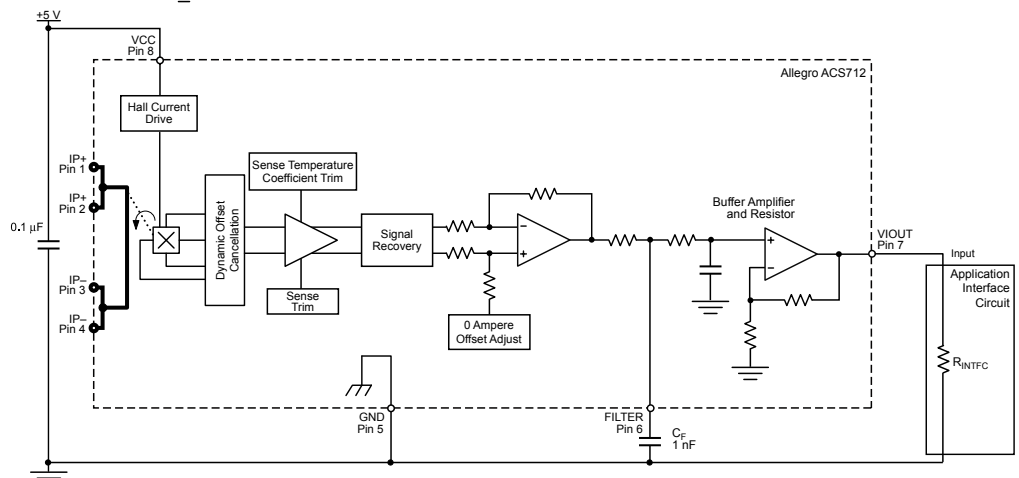 +5 V
VCC
Pin 8
Allegro ACS712
Hall Current
Drive
IP+
Pin 1
IP+
Pin 2
IP–
Pin 3
IP–
Pin 4
0.1 µF
Dynamic Offset
Cancellation
Sense Temperature
Coefficient Trim
Sense
Trim
Signal
Recovery
0 Ampere
Offset Adjust
Buffer Amplifier
and Resistor
VIOUT
Pin 7
Input
Application
Interface
Circuit
RINTFC
GND
Pin 5
FILTER
Pin 6
CF
1 nF